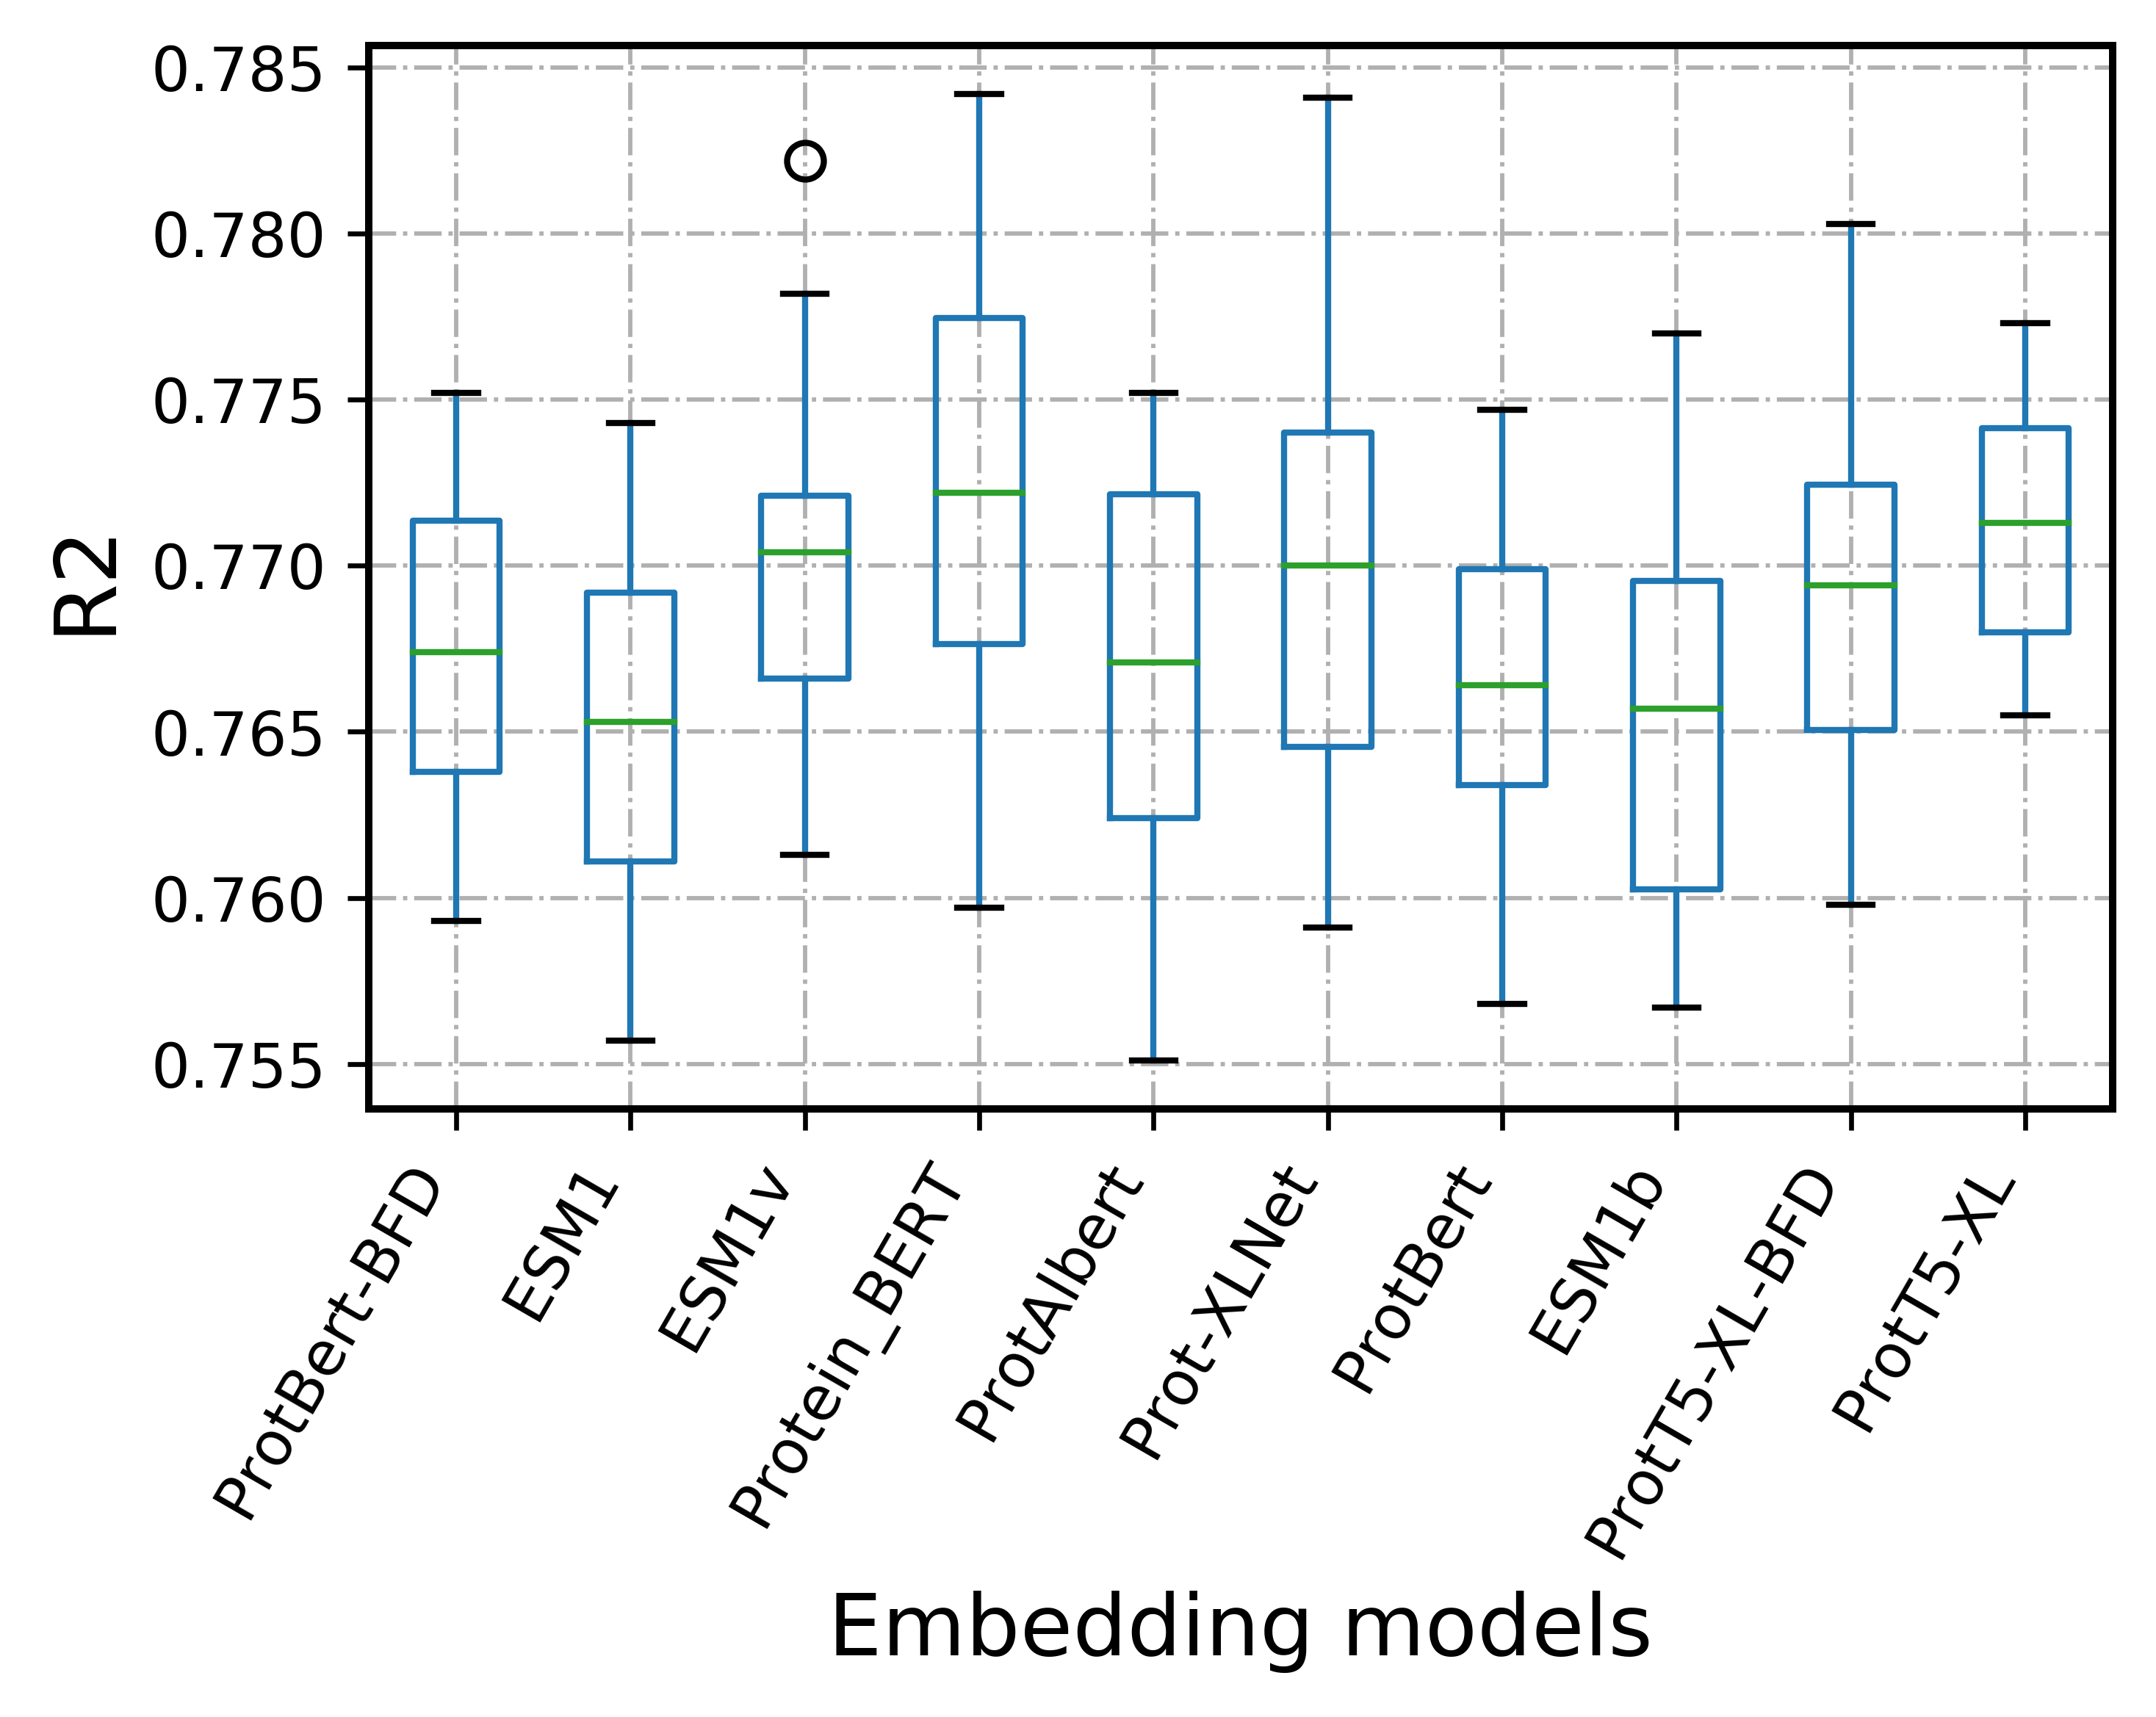 0.785
0.780
0.775
0.770
0.765
0.760
0.755
R2
ProtBert-BFD
ESM1
ESM1v
Protein_BERT
ProtAlbert
Prot-XLNet
ProtBert
ESM1b
ProtT5-XL-BFD
ProtT5-XL
Embedding models